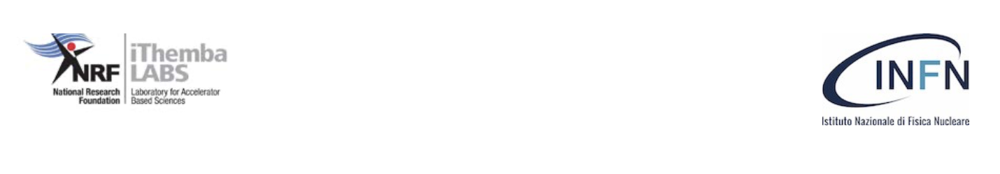 NRF
National Research
Foundation
iThemba
LABS
Laboratory for Accelerator
Based Sciences
INFN
Istituto Nazionale di Fisica Nucleare